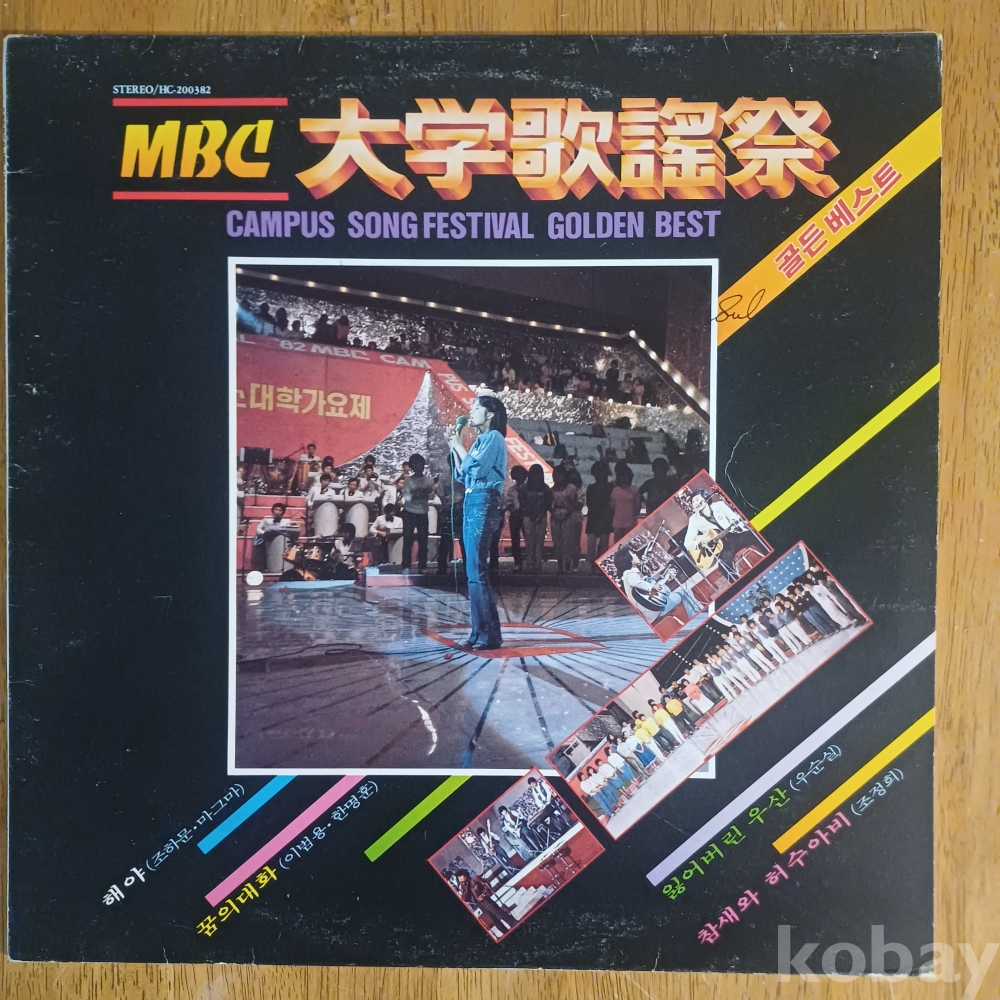 STEREO/HC-200382
MBC 大学歌謠祭
CAMPUS SONG FESTIVAL GOLDEN BEST
골든 베스트
'82 MBC CAM
대학가요제
해야 (조하문·마그마)
꿈의대화 (이범용·한명훈)
잃어버린 우산 (우순실)
참새와 허수아비 (조정희)
kobay